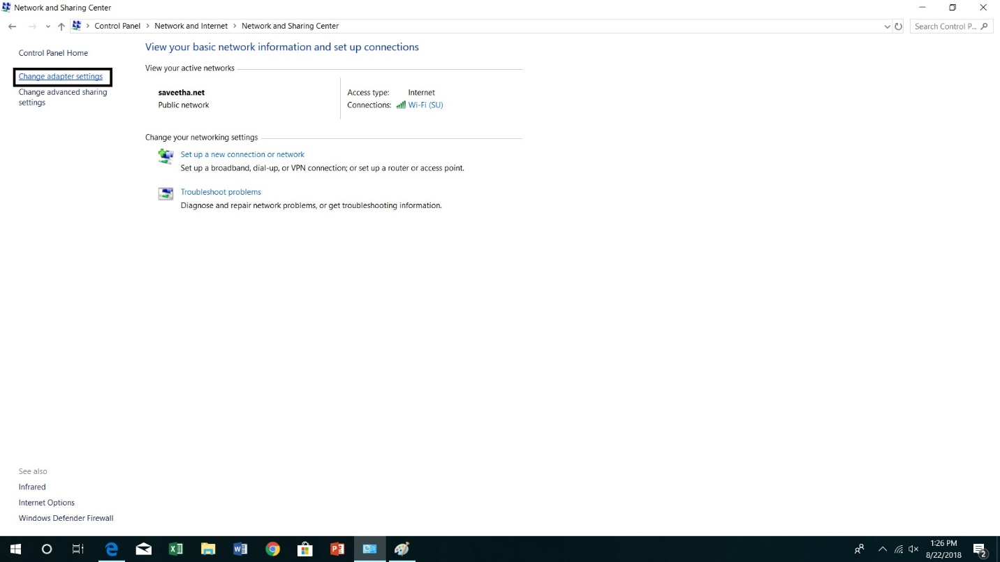 Network and Sharing Center
Control Panel > Network and Internet > Network and Sharing Center
Search Control P...
Control Panel Home
Change adapter settings
Change advanced sharing
settings
View your basic network information and set up connections
View your active networks
saveetha.net
Public network
Access type: Internet
Connections: Wi-Fi (SU)
Change your networking settings
Set up a new connection or network
Set up a broadband, dial-up, or VPN connection; or set up a router or access point.
Troubleshoot problems
Diagnose and repair network problems, or get troubleshooting information.
See also
Infrared
Internet Options
Windows Defender Firewall
1:26 PM
8/22/2018
2